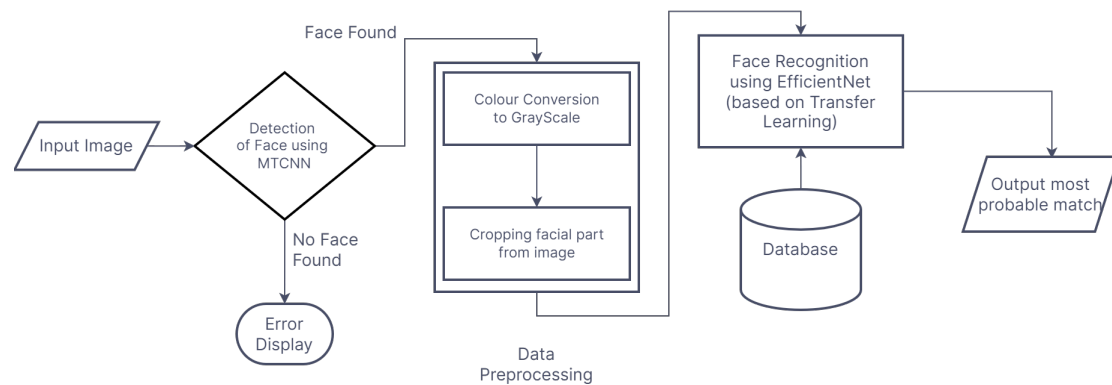 Input Image
Detection
of Face using
MTCNN
Face Found
No Face
Found
Error
Display
Colour Conversion
to GrayScale
Cropping facial part
from image
Data
Preprocessing
Face Recognition
using EfficientNet
(based on Transfer
Learning)
Database
Output most
probable match